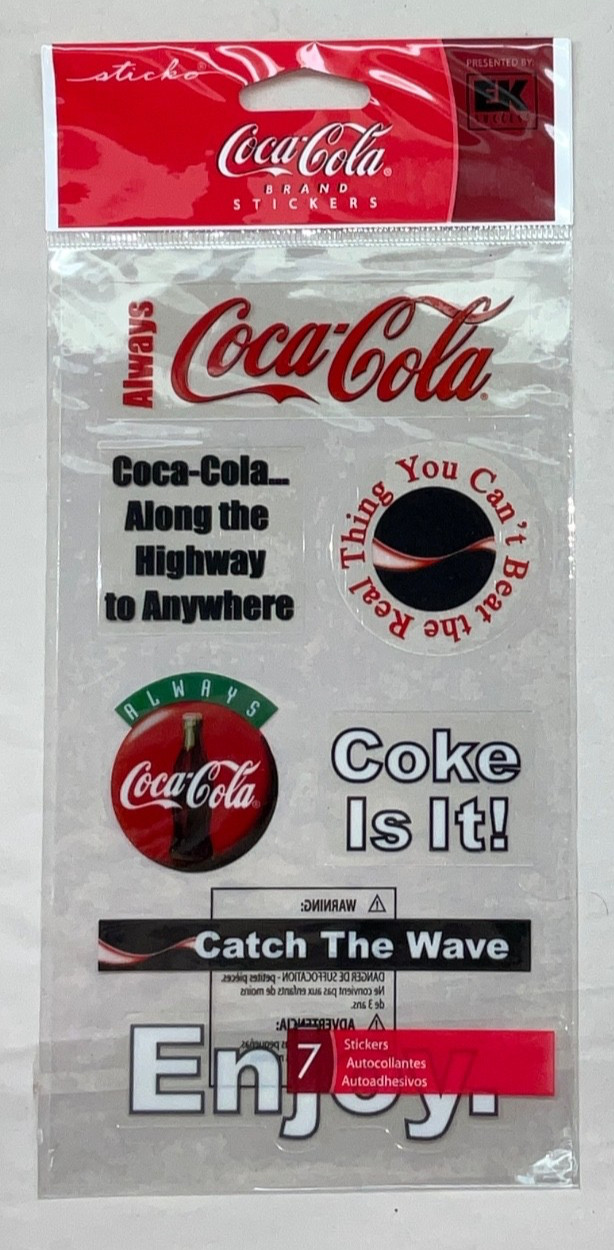 sticko®
PRESENTED BY:
EK
SUCCESS
Coca-Cola®
BRAND
STICKERS
Always
Coca-Cola®
Coca-Cola...
Along the
Highway
to Anywhere
You Can't Beat the Real Thing
ALWAYS
Coca-Cola®
Coke
Is It!
WARNING:
Catch The Wave
DANGER DE SUFFOCATION - petites pièces.
Ne convient pas aux enfants de moins
de 3 ans.
ADVERTENCIA:
Enjoy.
7
Stickers
Autocollantes
Autoadhesivos